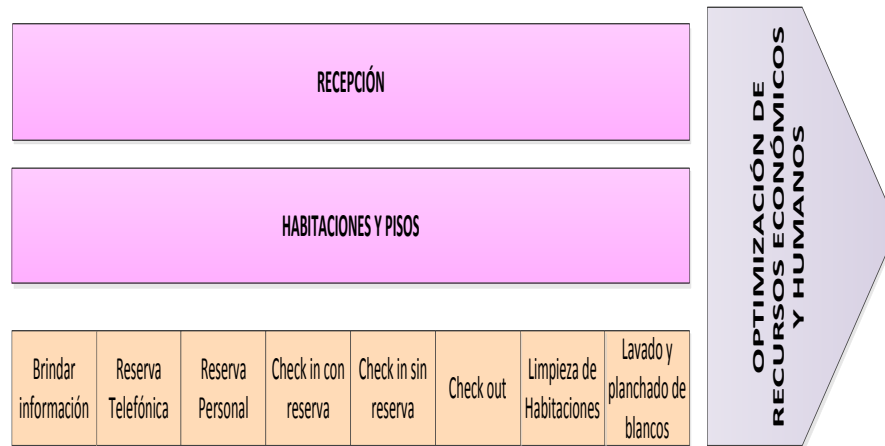 RECEPCIÓN
HABITACIONES Y PISOS
Brindar
información
Reserva
Telefónica
Reserva
Personal
Check in con
reserva
Check in sin
reserva
Check out
Limpieza de
Habitaciones
Lavado y
planchado de
blancos
OPTIMIZACIÓN DE
RECURSOS ECONÓMICOS
Y HUMANOS